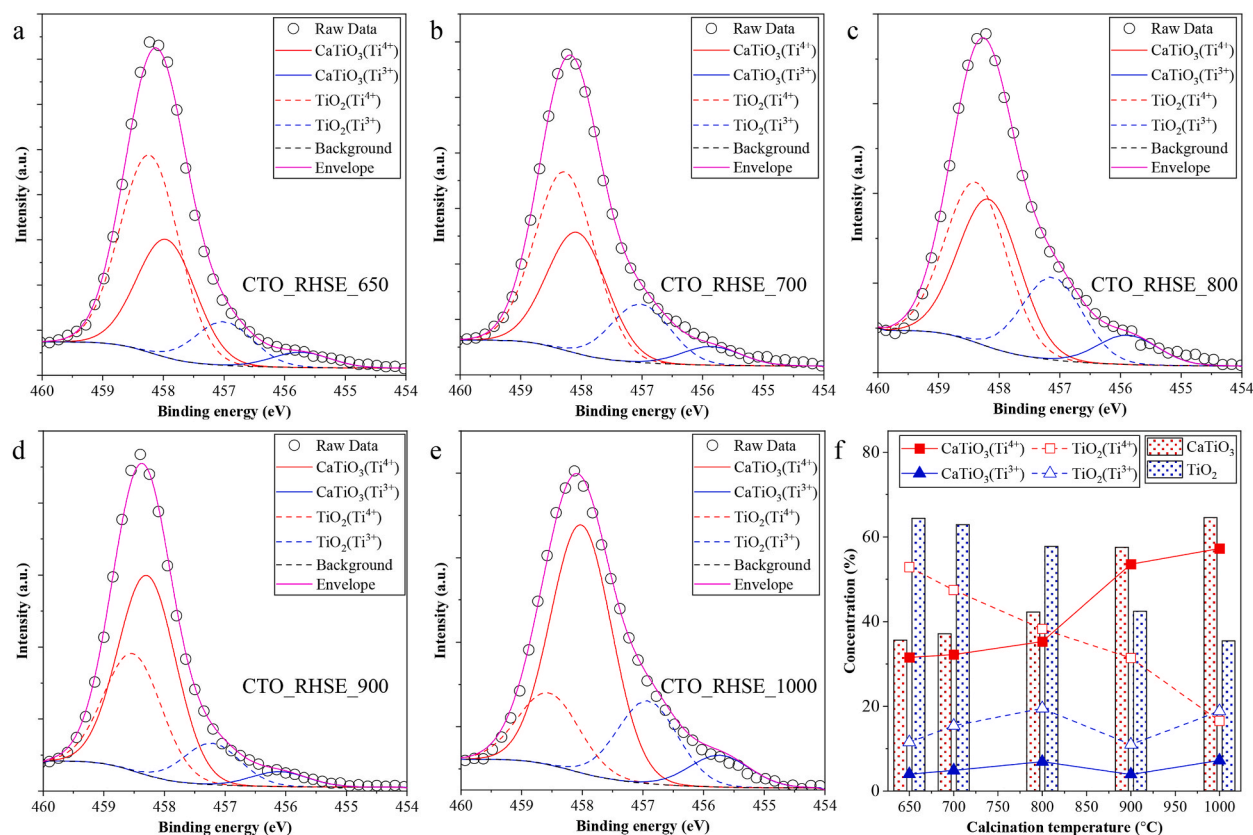 a
Raw Data
CaTiO₃(Ti⁴⁺)
CaTiO₃(Ti³⁺)
TiO₂(Ti⁴⁺)
TiO₂(Ti³⁺)
Background
Envelope
CTO_RHSE_650
Intensity (a.u.)
460 459 458 457 456 455 454
Binding energy (eV)
b
Raw Data
CaTiO₃(Ti⁴⁺)
CaTiO₃(Ti³⁺)
TiO₂(Ti⁴⁺)
TiO₂(Ti³⁺)
Background
Envelope
CTO_RHSE_700
Intensity (a.u.)
460 459 458 457 456 455 454
Binding energy (eV)
c
Raw Data
CaTiO₃(Ti⁴⁺)
CaTiO₃(Ti³⁺)
TiO₂(Ti⁴⁺)
TiO₂(Ti³⁺)
Background
Envelope
CTO_RHSE_800
Intensity (a.u.)
460 459 458 457 456 455 454
Binding energy (eV)
d
Raw Data
CaTiO₃(Ti⁴⁺)
CaTiO₃(Ti³⁺)
TiO₂(Ti⁴⁺)
TiO₂(Ti³⁺)
Background
Envelope
CTO_RHSE_900
Intensity (a.u.)
460 459 458 457 456 455 454
Binding energy (eV)
e
Raw Data
CaTiO₃(Ti⁴⁺)
CaTiO₃(Ti³⁺)
TiO₂(Ti⁴⁺)
TiO₂(Ti³⁺)
Background
Envelope
CTO_RHSE_1000
Intensity (a.u.)
460 459 458 457 456 455 454
Binding energy (eV)
f
CaTiO₃(Ti⁴⁺) TiO₂(Ti⁴⁺) CaTiO₃
CaTiO₃(Ti³⁺) TiO₂(Ti³⁺) TiO₂
80
60
40
20
0
Concentration (%)
650 700 750 800 850 900 950 1000
Calcination temperature (°C)